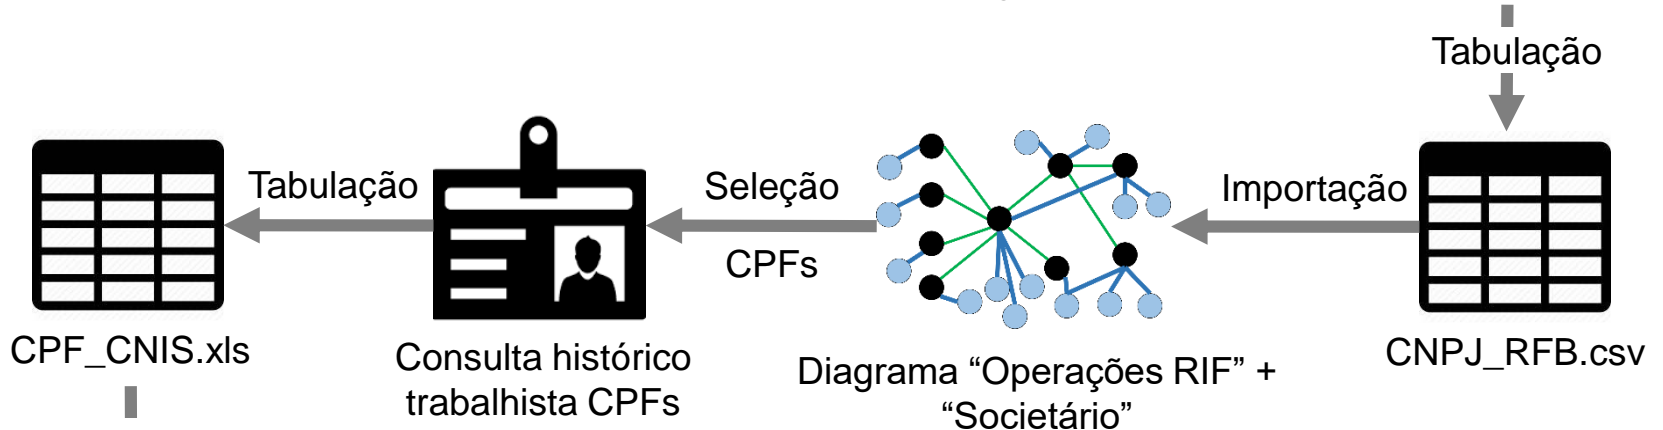 Tabulação
Tabulação
Seleção
CPFs
Importação
CPF_CNIS.xls
Consulta histórico
trabalhista CPFs
Diagrama “Operações RIF” +
“Societário”
CNPJ_RFB.csv